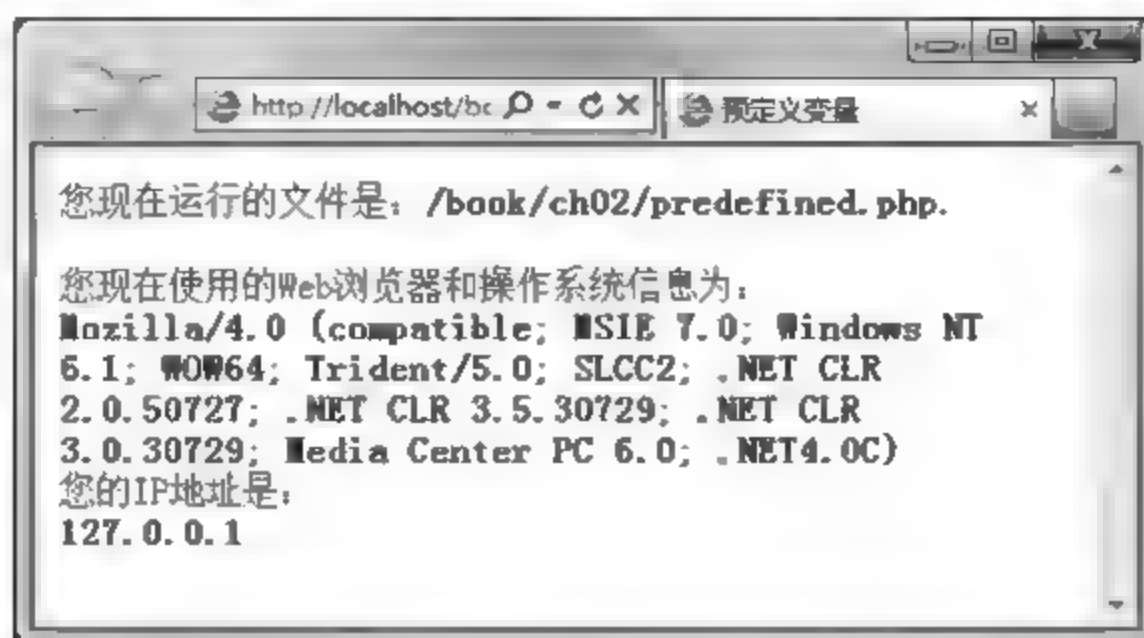 http://localhost/bc
预定义变量
您现在运行的文件是：/book/ch02/predefined.php.
您现在使用的Web浏览器和操作系统信息为：
Mozilla/4.0 (compatible; MSIE 7.0; Windows NT
6.1; WOW64; Trident/5.0; SLCC2; .NET CLR
2.0.50727; .NET CLR 3.5.30729; .NET CLR
3.0.30729; Media Center PC 6.0; .NET4.0C)
您的IP地址是：
127.0.0.1